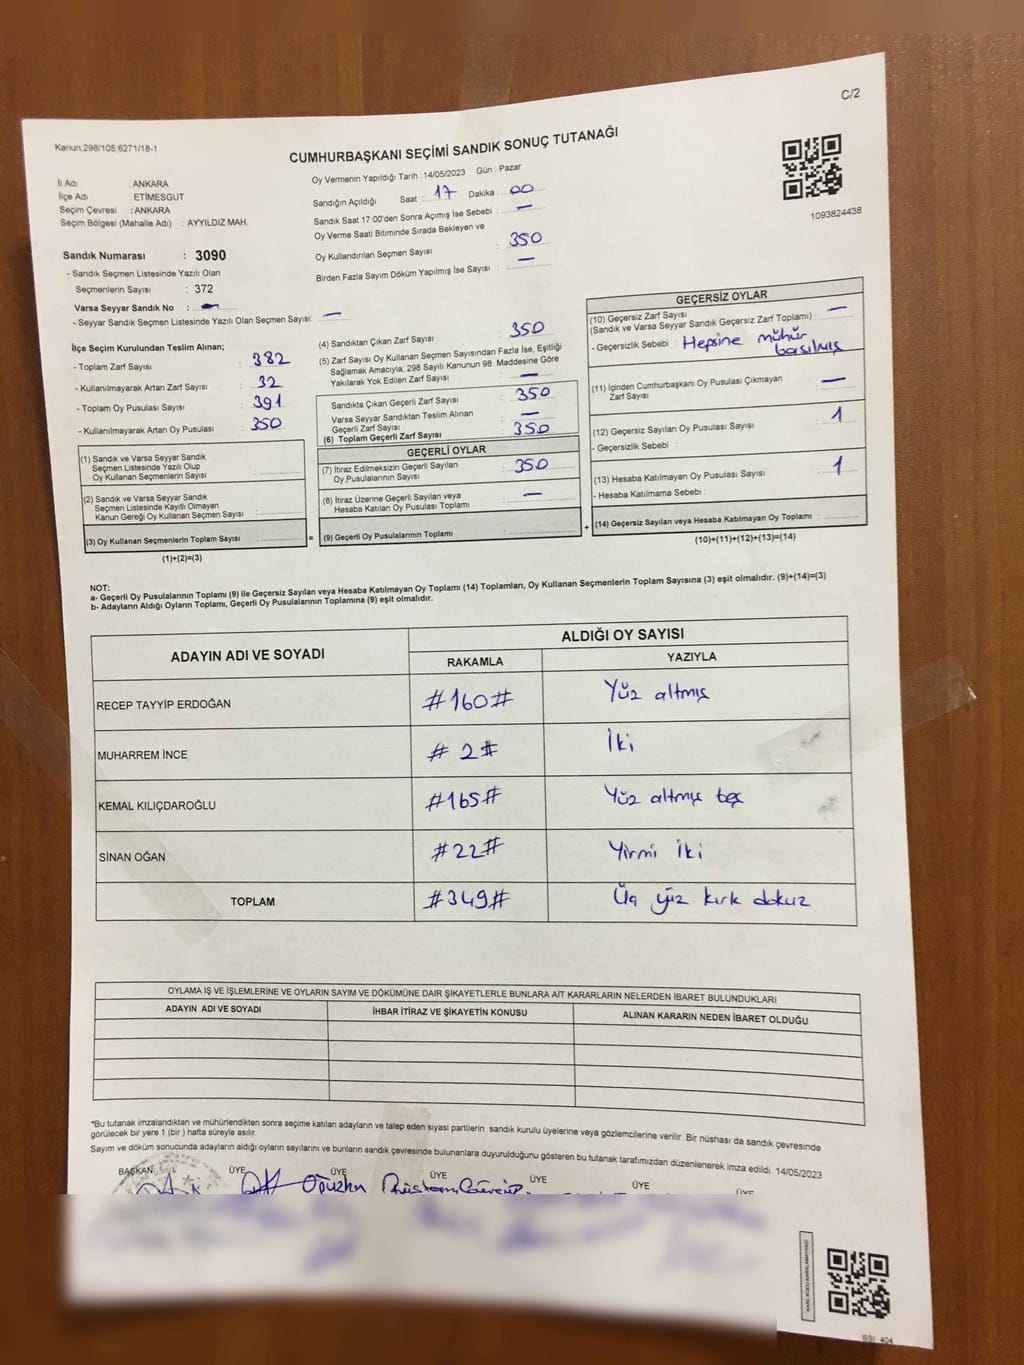 C/2
Kanun,298/105;6271/18-1
CUMHURBAŞKANI SEÇİMİ SANDIK SONUÇ TUTANAĞI
İl Adı : ANKARA
İlçe Adı : ETİMESGUT
Seçim Çevresi : ANKARA
Seçim Bölgesi (Mahalle Adı) : AYYILDIZ MAH.
Oy Vermenin Yapıldığı Tarih : 14/05/2023 Gün : Pazar
Sandığın Açıldığı Saat : 17 Dakika : 00
Sandık Saat 17:00'den Sonra Açılmış İse Sebebi : —
Oy Verme Saati Bitiminde Sırada Bekleyen ve
Oy Kullandırılan Seçmen Sayısı : 350
Birden Fazla Sayım Döküm Yapılmış İse Sayısı : —
1093824438
Sandık Numarası : 3090
- Sandık Seçmen Listesinde Yazılı Olan
Seçmenlerin Sayısı : 372
Varsa Seyyar Sandık No : —
- Seyyar Sandık Seçmen Listesinde Yazılı Olan Seçmen Sayısı: —
İlçe Seçim Kurulundan Teslim Alınan;
- Toplam Zarf Sayısı : 382
- Kullanılmayarak Artan Zarf Sayısı : 32
- Toplam Oy Pusulası Sayısı : 391
- Kullanılmayarak Artan Oy Pusulası : 350
(1) Sandık ve Varsa Seyyar Sandık
Seçmen Listesinde Yazılı Olup
Oy Kullanan Seçmenlerin Sayısı :
(2) Sandık ve Varsa Seyyar Sandık
Seçmen Listesinde Kayıtlı Olmayan
Kanun Gereği Oy Kullanan Seçmen Sayısı :
(3) Oy Kullanan Seçmenlerin Toplam Sayısı :
(1)+(2)=(3)
=
(4) Sandıktan Çıkan Zarf Sayısı : 350
(5) Zarf Sayısı Oy Kullanan Seçmen Sayısından Fazla İse, Eşitliği
Sağlamak Amacıyla; 298 Sayılı Kanunun 98. Maddesine Göre
Yakılarak Yok Edilen Zarf Sayısı : —
Sandıkta Çıkan Geçerli Zarf Sayısı : 350
Varsa Seyyar Sandıktan Teslim Alınan
Geçerli Zarf Sayısı : —
(6) Toplam Geçerli Zarf Sayısı : 350
GEÇERLİ OYLAR
(7) İtiraz Edilmeksizin Geçerli Sayılan
Oy Pusulalarının Sayısı : 350
(8) İtiraz Üzerine Geçerli Sayılan veya
Hesaba Katılan Oy Pusulası Toplamı : —
(9) Geçerli Oy Pusulalarının Toplamı :
+
GEÇERSİZ OYLAR
(10) Geçersiz Zarf Sayısı
(Sandık ve Varsa Seyyar Sandık Geçersiz Zarf Toplamı) : —
- Geçersizlik Sebebi : Hepsine mühür
basılmış
(11) İçinden Cumhurbaşkanı Oy Pusulası Çıkmayan
Zarf Sayısı : —
(12) Geçersiz Sayılan Oy Pusulası Sayısı : 1
- Geçersizlik Sebebi :
(13) Hesaba Katılmayan Oy Pusulası Sayısı : 1
- Hesaba Katılmama Sebebi :
(14) Geçersiz Sayılan veya Hesaba Katılmayan Oy Toplamı :
(10)+(11)+(12)+(13)=(14)
NOT:
a- Geçerli Oy Pusulalarının Toplamı (9) ile Geçersiz Sayılan veya Hesaba Katılmayan Oy Toplamı (14) Toplamları, Oy Kullanan Seçmenlerin Toplam Sayısına (3) eşit olmalıdır. (9)+(14)=(3)
b- Adayların Aldığı Oyların Toplamı, Geçerli Oy Pusulalarının Toplamına (9) eşit olmalıdır.
ADAYIN ADI VE SOYADI
ALDIĞI OY SAYISI
RAKAMLA YAZIYLA
RECEP TAYYİP ERDOĞAN #160# Yüz altmış
MUHARREM İNCE # 2# İki
KEMAL KILIÇDAROĞLU #165# Yüz altmış beş
SİNAN OĞAN #22# Yirmi İki
TOPLAM #349# Üç yüz kırk dokuz
OYLAMA İŞ VE İŞLEMLERİNE VE OYLARIN SAYIM VE DÖKÜMÜNE DAİR ŞİKAYETLERLE BUNLARA AİT KARARLARIN NELERDEN İBARET BULUNDUKLARI
ADAYIN ADI VE SOYADI İHBAR İTİRAZ VE ŞİKAYETİN KONUSU ALINAN KARARIN NEDEN İBARET OLDUĞU
*Bu tutanak imzalandıktan ve mühürlendikten sonra seçime katılan adayların ve talep eden siyasi partilerin sandık kurulu üyelerine veya gözlemcilerine verilir. Bir nüshası da sandık çevresinde
görülecek bir yere 1 (bir) hafta süreyle asılır.
Sayım ve döküm sonucunda adayların aldığı oyların sayılarını ve bunların sandık çevresinde bulunanlara duyurulduğunu gösteren bu tutanak tarafımızdan düzenlenerek imza edildi. 14/05/2023
BAŞKAN ÜYE ÜYE ÜYE ÜYE ÜYE ÜYE
SSİ 404